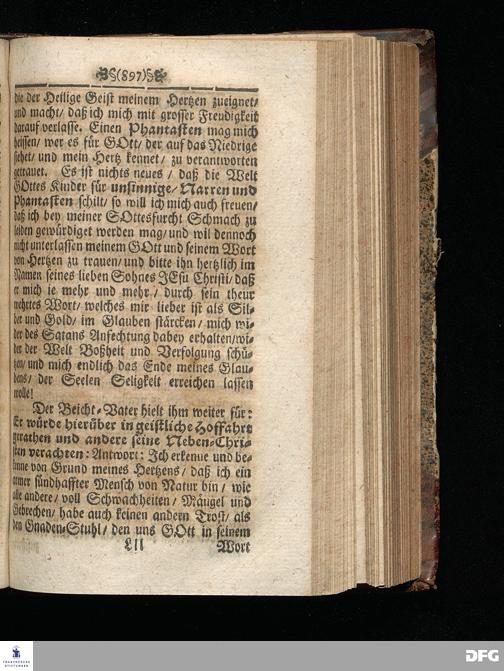 §(897)§
die der Heilige Geist meinem Hertzen zueignet/
und macht/ daß ich mich mit grosser Freudigkeit
darauf verlasse. Einen Phantasten mag mich
heissen/ wer es für GOtt/ der auf das Niedrige
siehet/ und mein Hertz kennet/ zu verantworten
getrauet. Es ist nichts neues/ daß die Welt
GOttes Kinder für unsinnige/ Narren und
Phantasten schilt/ so will ich mich auch freuen/
daß ich bey meiner GOttesfurcht Schmach zu
leiden gewürdiget werden mag/ und wil dennoch
nicht unterlassen meinem GOtt und seinem Wort
von Hertzen zu trauen/ und bitte ihn hertzlich im
Namen seines lieben Sohnes JEsu Christi/ daß
er mich ie mehr und mehr/ durch sein theur
wehrtes Wort/ welches mir lieber ist als Sil-
ber und Gold/ im Glauben stärcken/ mich wi-
der des Satans Anfechtung dabey erhalten/ wi-
der der Welt Boßheit und Verfolgung schü-
tzen/ und mich endlich das Ende meines Glau-
bens/ der Seelen Seligkeit erreichen lassen
wolle!
Der Beicht-Vater hielt ihm weiter für:
Er würde hierüber in geistliche Hoffahrt
gerathen und andere seine Neben-Chri-
sten verachten: Antwort: Ich erkenne und be-
kenne von Grund meines Hertzens/ daß ich ein
armer sündhaffter Mensch von Natur bin/ wie
alle andere/ voll Schwachheiten/ Mängel und
Gebrechen/ habe auch keinen andern Trost/ als
den Gnaden-Stuhl/ den uns GOtt in seinem
Lll Wort
FRANCKESCHE
STIFTUNGEN
DFG